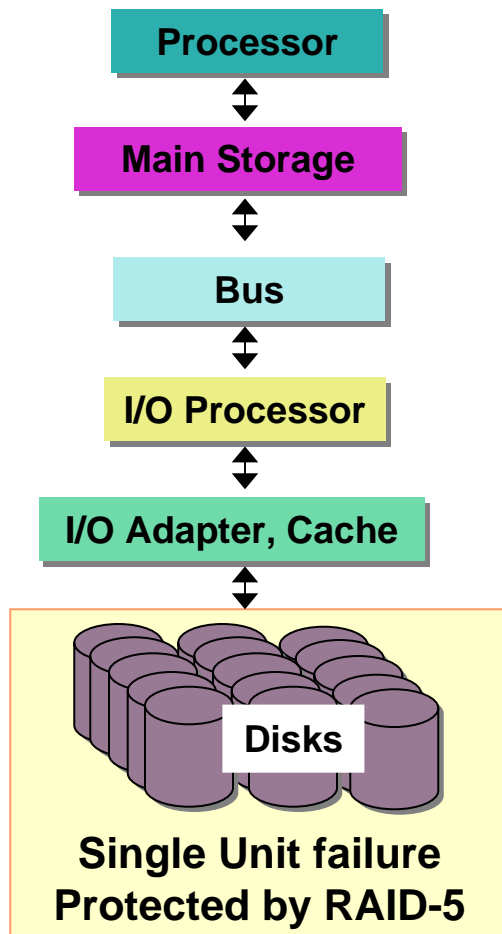 Processor
Main Storage
Bus
I/O Processor
I/O Adapter, Cache
Disks
Single Unit failure
Protected by RAID-5